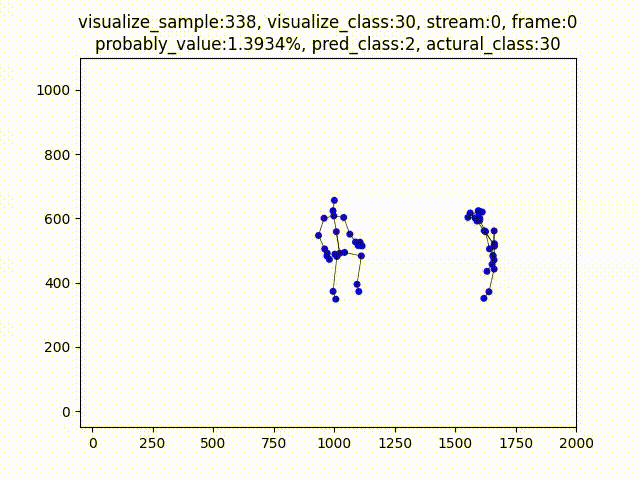 visualize_sample:338, visualize_class:30, stream:0, frame:0
probably_value:1.3934%, pred_class:2, actural_class:30
1000
800
600
400
200
0
0 250 500 750 1000 1250 1500 1750 2000